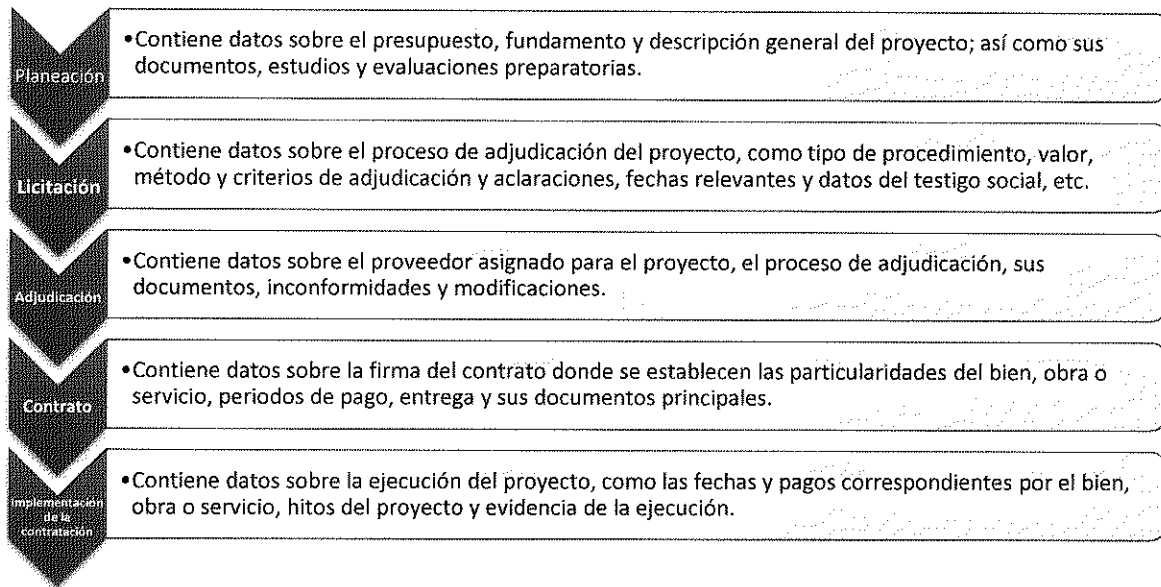 Planeación
•Contiene datos sobre el presupuesto, fundamento y descripción general del proyecto; así como sus
documentos, estudios y evaluaciones preparatorias.
Licitación
•Contiene datos sobre el proceso de adjudicación del proyecto, como tipo de procedimiento, valor,
método y criterios de adjudicación y aclaraciones, fechas relevantes y datos del testigo social, etc.
Adjudicación
•Contiene datos sobre el proveedor asignado para el proyecto, el proceso de adjudicación, sus
documentos, inconformidades y modificaciones.
Contrato
•Contiene datos sobre la firma del contrato donde se establecen las particularidades del bien, obra o
servicio, periodos de pago, entrega y sus documentos principales.
Implementación
de la
contratación
•Contiene datos sobre la ejecución del proyecto, como las fechas y pagos correspondientes por el bien,
obra o servicio, hitos del proyecto y evidencia de la ejecución.